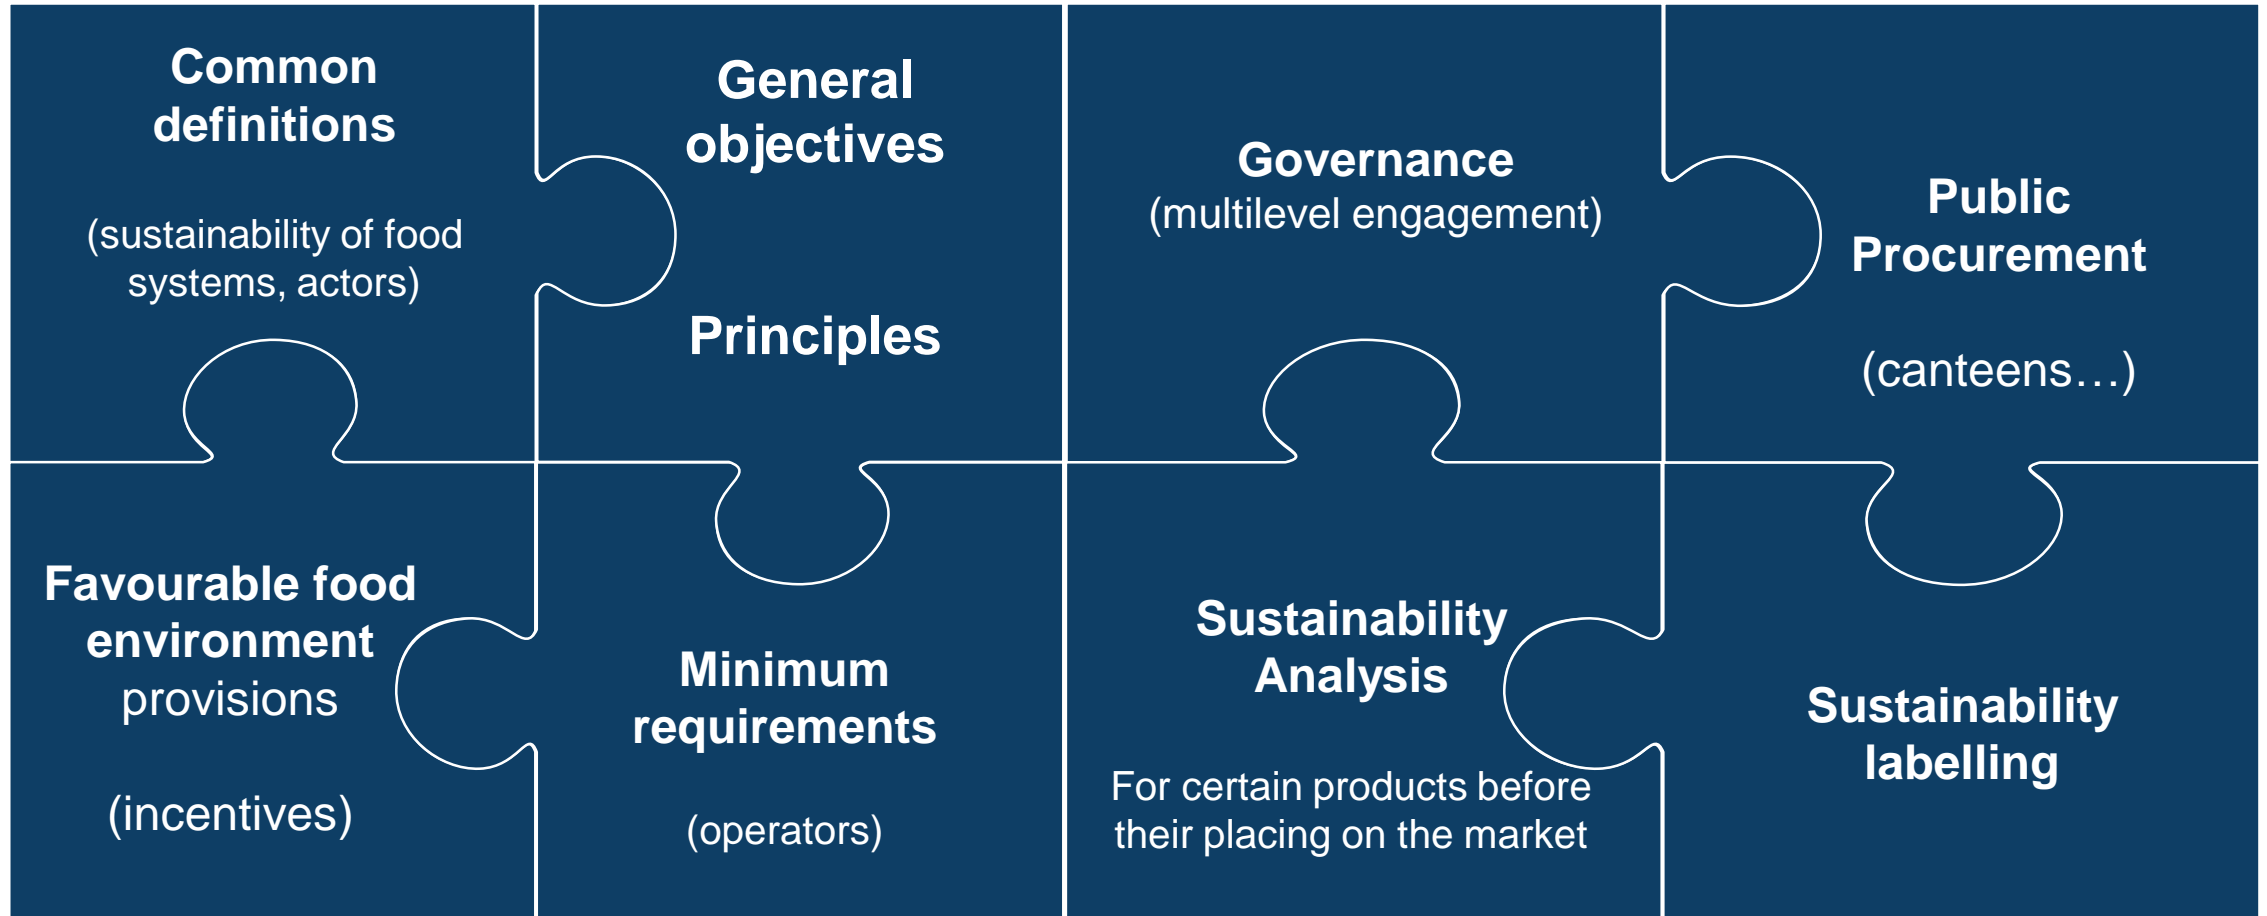 Common
definitions
(sustainability of food
systems, actors)
General
objectives
Principles
Governance
(multilevel engagement)
Public
Procurement
(canteens…)
Favourable food
environment
provisions
(incentives)
Minimum
requirements
(operators)
Sustainability
Analysis
For certain products before
their placing on the market
Sustainability
labelling